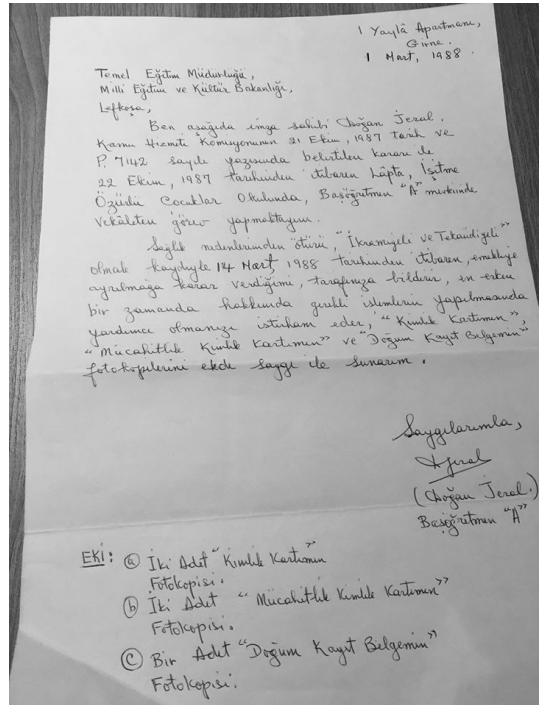 1 Yaylâ Apartmanı,
Girne.
1 Mart, 1988.
Temel Eğitim Müdürlüğü,
Milli Eğitim ve Kültür Bakanlığı,
Lefkoşa,
Ben aşağıda imza sahibi Doğan Jeral.
Kamu Hizmeti Komisyonunun 21 Ekim, 1987 tarih ve
P. 7142 sayılı yazısında belirtilen kararı ile
22 Ekim, 1987 tarihinden itibaren Lâpta, İşitme
Özürlü Çocuklar Okulunda, Başöğretmen "A" mevkiinde
Vekâleten görev yapmaktayım.
Sağlık nedenlerimden ötürü, "İkramiyeli ve Tekaüdiyeli"
olmak kaydıyle 14 Mart, 1988 tarihinden itibaren, emekliye
ayrılmağa karar verdiğimi, tarafınıza bildirir, en erken
bir zamanda hakkımda gerekli işlemlerin yapılmasında
yardımcı olmanızı istirham eder, "Kimlik Kartımın",
"Mücahitlik Kimlik Kartımın" ve "Doğum Kayıt Belgemin"
fotokopilerini ekde saygı ile sunarım.
Saygılarımla,
(Doğan Jeral.)
Başöğretmen "A"
EKİ: (a) İki Adet "Kimlik Kartımın
Fotokopisi.
(b) İki Adet "Mücahitlik Kimlik Kartımın"
Fotokopisi.
(c) Bir Adet "Doğum Kayıt Belgemin"
Fotokopisi.